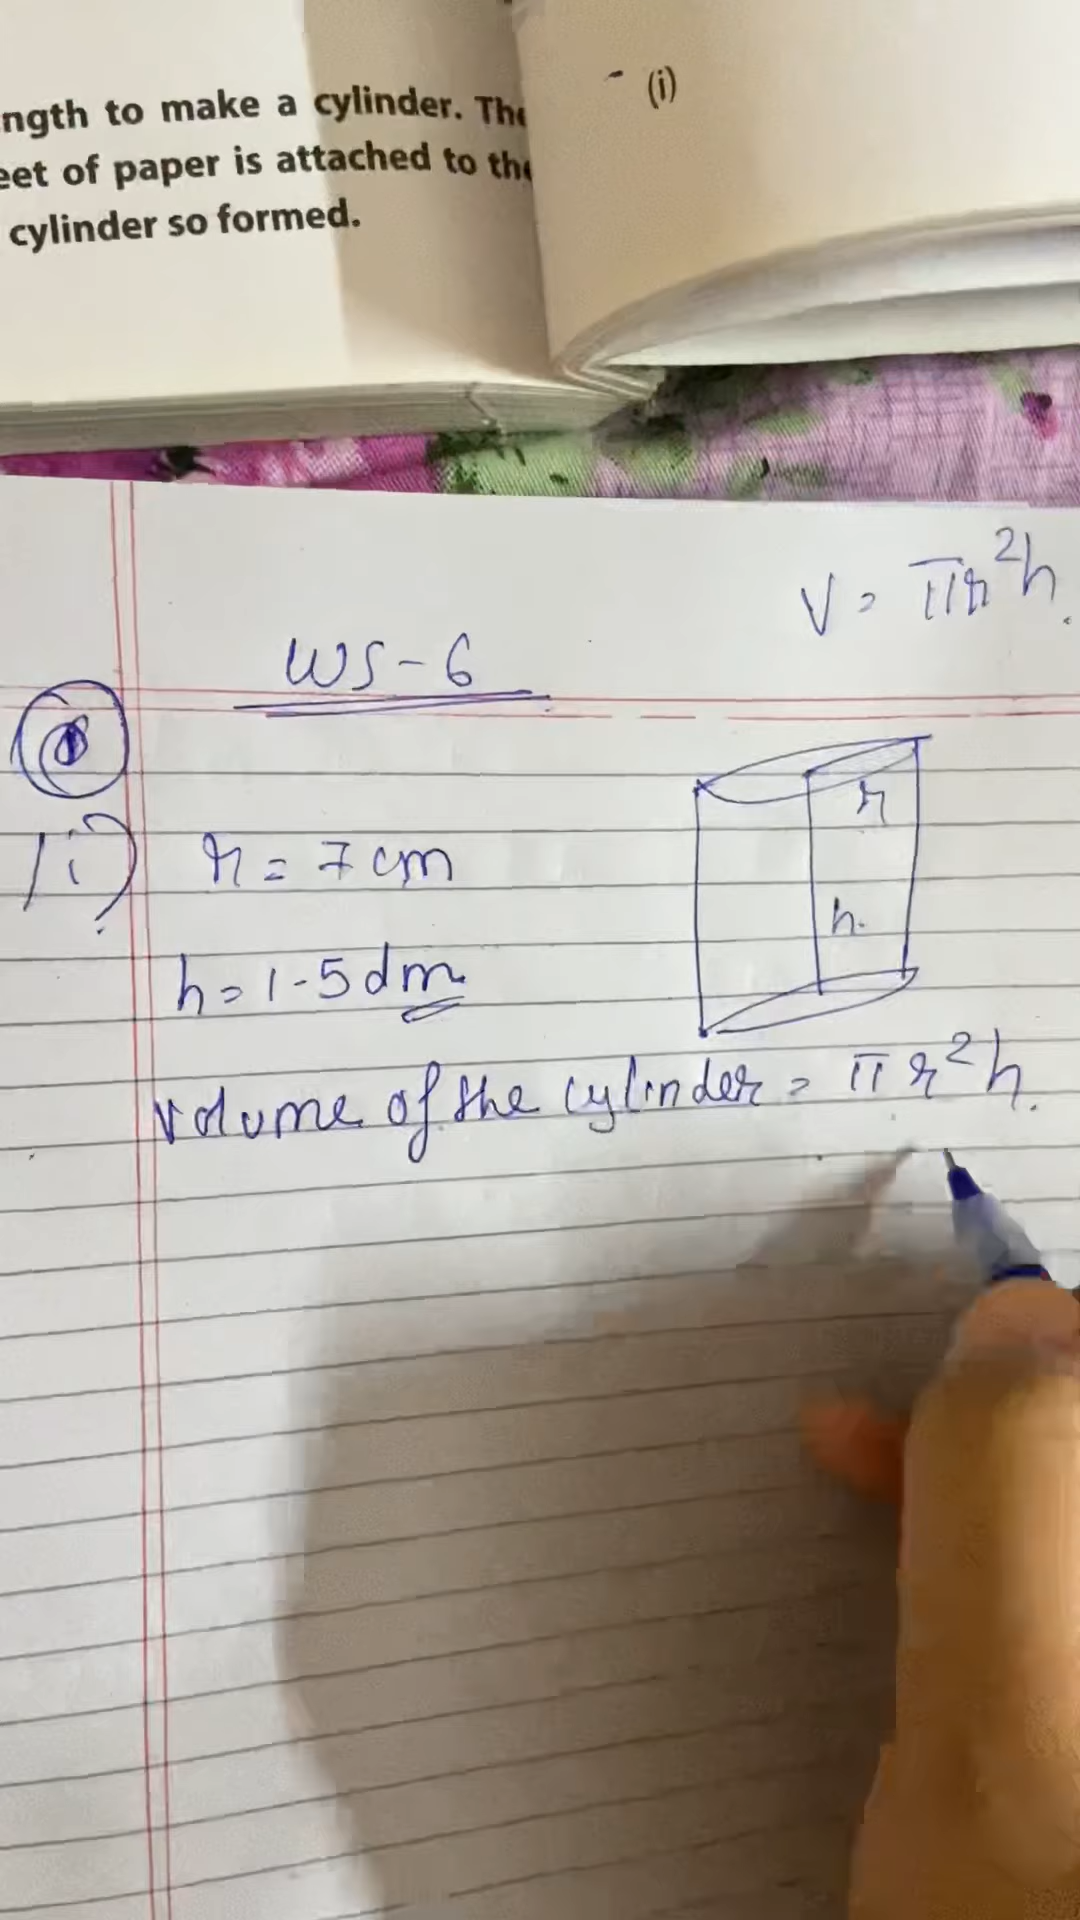 ngth to make a cylinder. The
eet of paper is attached to the
cylinder so formed.
(i)
V = πr²h.
WS-6
(i) r = 7 cm
h = 1.5 dm
Volume of the cylinder = πr²h.
r
h.